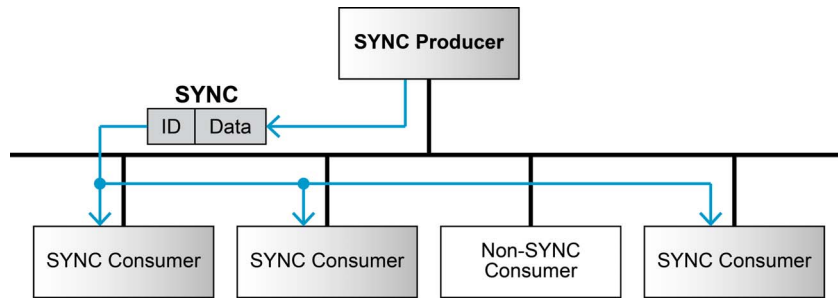 SYNC Producer
SYNC
ID Data
SYNC Consumer
SYNC Consumer
Non-SYNC
Consumer
SYNC Consumer